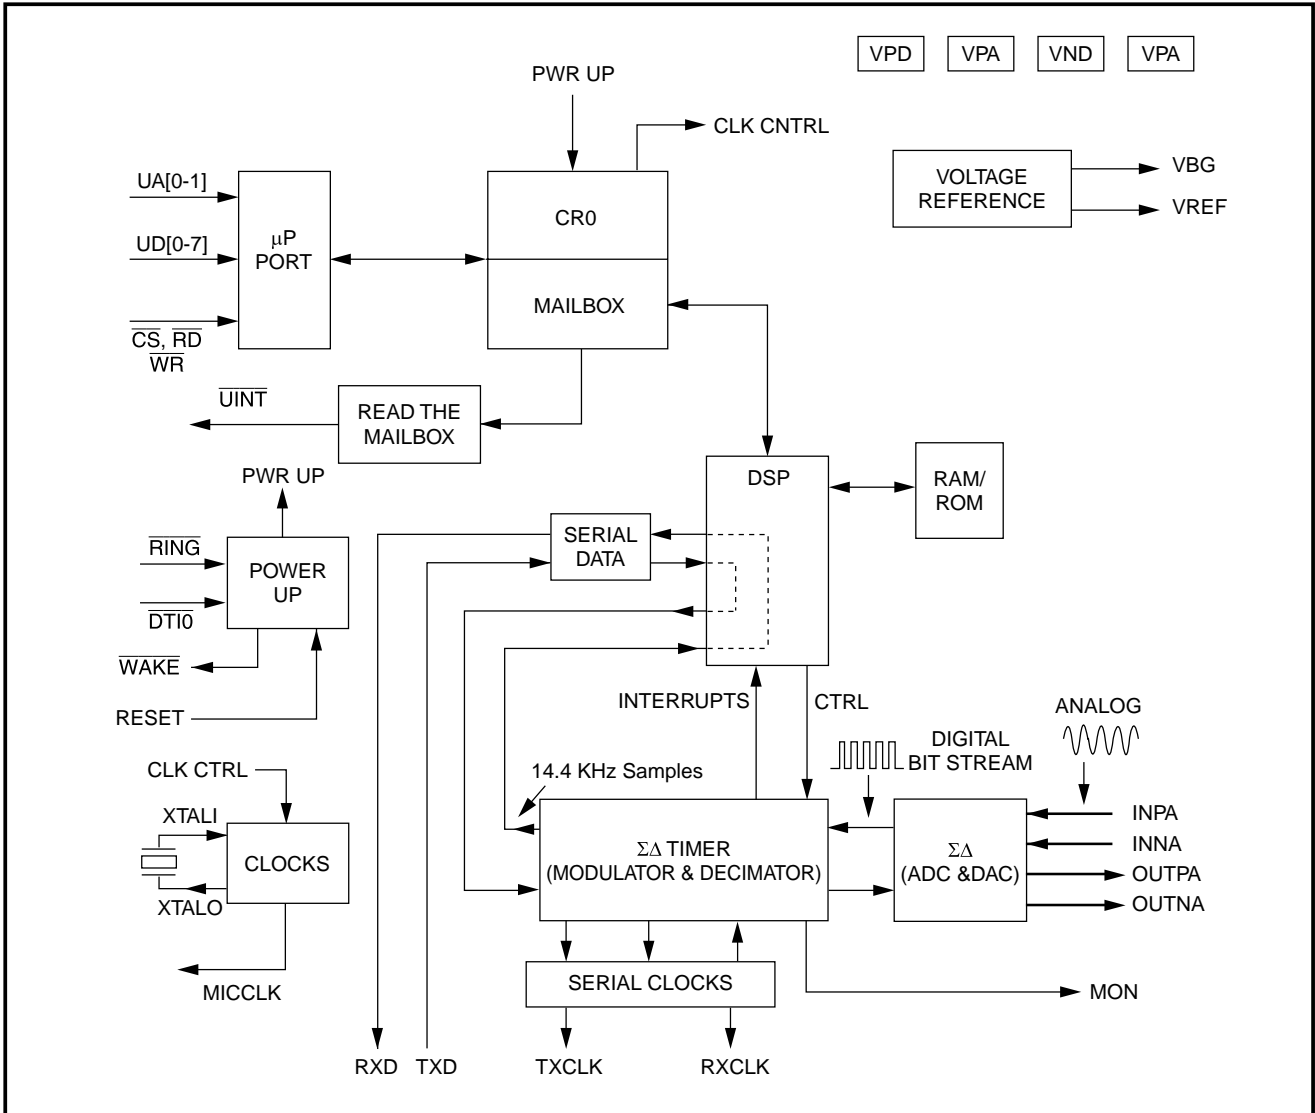 VPD
VPA
VND
VPA
PWR UP
CLK CNTRL
VOLTAGE
REFERENCE
VBG
VREF
UA[0-1]
UD[0-7]
CS, RD
WR
μP
PORT
CR0
MAILBOX
UINT
READ THE
MAILBOX
PWR UP
RING
DTI0
WAKE
RESET
POWER
UP
SERIAL
DATA
DSP
RAM/
ROM
INTERRUPTS
CTRL
ANALOG
DIGITAL
BIT STREAM
CLK CTRL
XTALI
XTALO
CLOCKS
MICCLK
14.4 KHz Samples
ΣΔ TIMER
(MODULATOR & DECIMATOR)
ΣΔ
(ADC &DAC)
INPA
INNA
OUTPA
OUTNA
SERIAL CLOCKS
MON
RXD
TXD
TXCLK
RXCLK